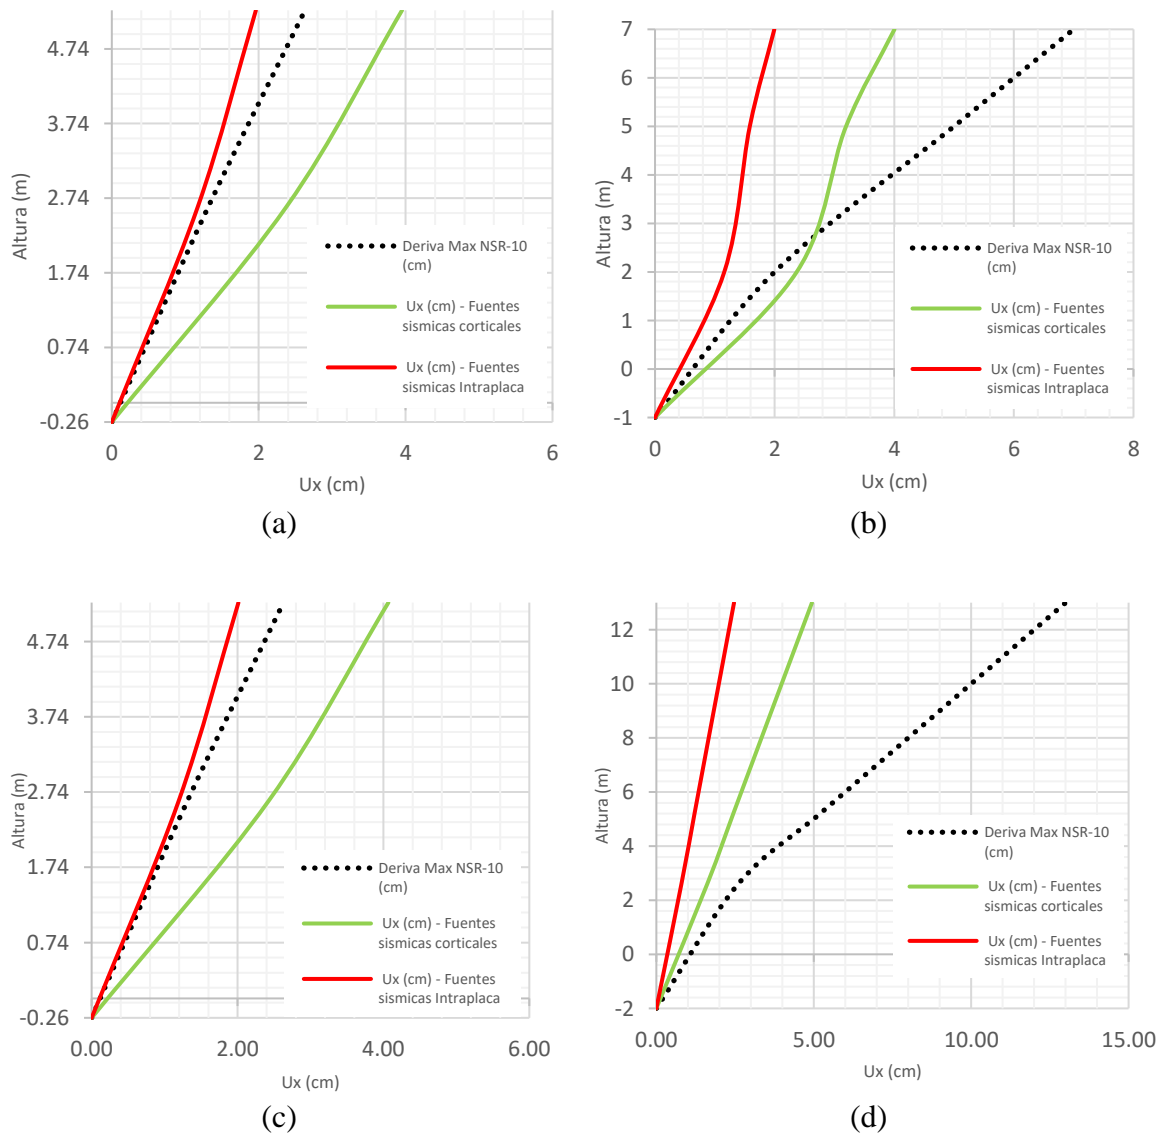 4.74
3.74
2.74
1.74
0.74
-0.26
Altura (m)
0 2 4 6
Ux (cm)
Deriva Max NSR-10
(cm)
Ux (cm) - Fuentes
sismicas corticales
Ux (cm) - Fuentes
sismicas Intraplaca
(a)
7
6
5
4
3
2
1
0
-1
Altura (m)
0 2 4 6 8
Ux (cm)
Deriva Max NSR-10
(cm)
Ux (cm) - Fuentes
sismicas corticales
Ux (cm) - Fuentes
sismicas Intraplaca
(b)
4.74
3.74
2.74
1.74
0.74
-0.26
Altura (m)
0.00 2.00 4.00 6.00
Ux (cm)
Deriva Max NSR-10
(cm)
Ux (cm) - Fuentes
sismicas corticales
Ux (cm) - Fuentes
sismicas Intraplaca
(c)
12
10
8
6
4
2
0
-2
Altura (m)
0.00 5.00 10.00 15.00
Ux (cm)
Deriva Max NSR-10
(cm)
Ux (cm) - Fuentes
sismicas corticales
Ux (cm) - Fuentes
sismicas Intraplaca
(d)